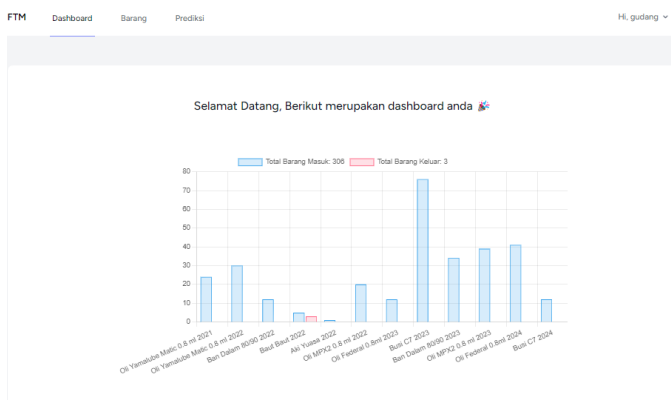 FTM Dashboard Barang Prediksi Hi, gudang
Selamat Datang, Berikut merupakan dashboard anda 🎉
Total Barang Masuk: 306 Total Barang Keluar: 3
80
70
60
50
40
30
20
10
0
Oli Yamalube Matic 0.8 ml 2021
Oli Yamalube Matic 0.8 ml 2022
Ban Dalam 80/90 2022
Baut Baut 2022
Aki Yuasa 2022
Oli MPX2 0.8 ml 2022
Oli Federal 0.8ml 2023
Busi C7 2023
Ban Dalam 80/90 2023
Oli MPX2 0.8 ml 2023
Oli Federal 0.8ml 2024
Busi C7 2024